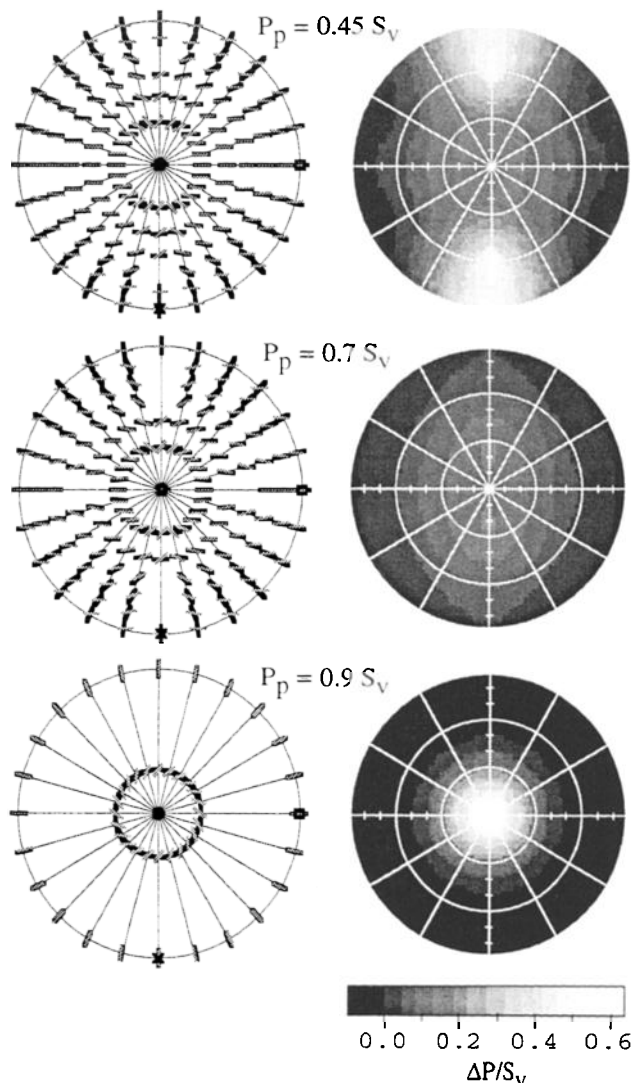 P_p = 0.45 S_v
P_p = 0.7 S_v
P_p = 0.9 S_v
0.0 0.2 0.4 0.6
ΔP/S_v